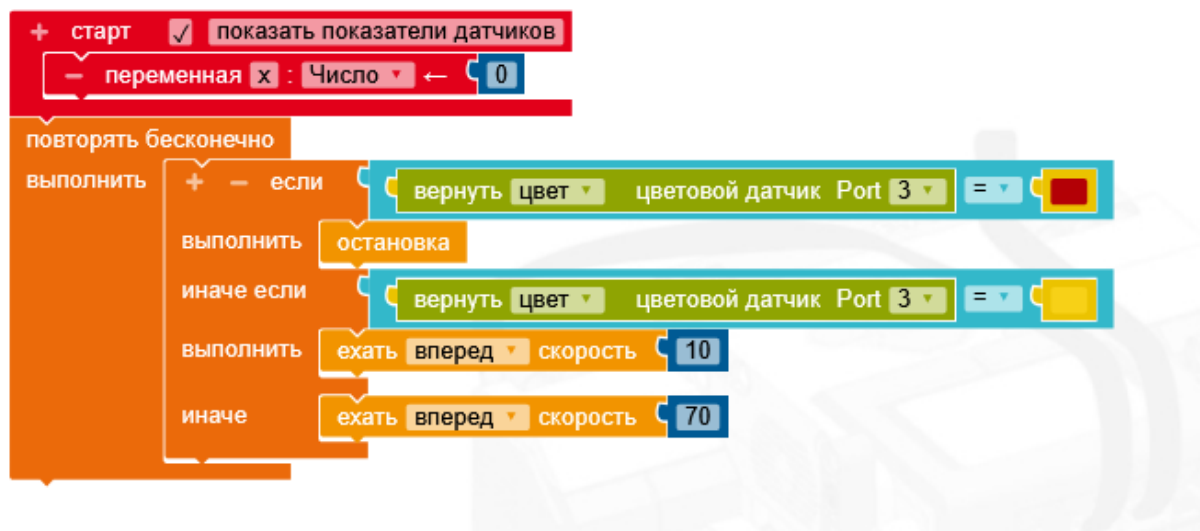 + старт ✓ показать показатели датчиков
− переменная x : Число ▾ ← 0
повторять бесконечно
выполнить + − если вернуть цвет ▾ цветовой датчик Port 3 ▾ = ▾
выполнить остановка
иначе если вернуть цвет ▾ цветовой датчик Port 3 ▾ = ▾
выполнить ехать вперед ▾ скорость 10
иначе ехать вперед ▾ скорость 70